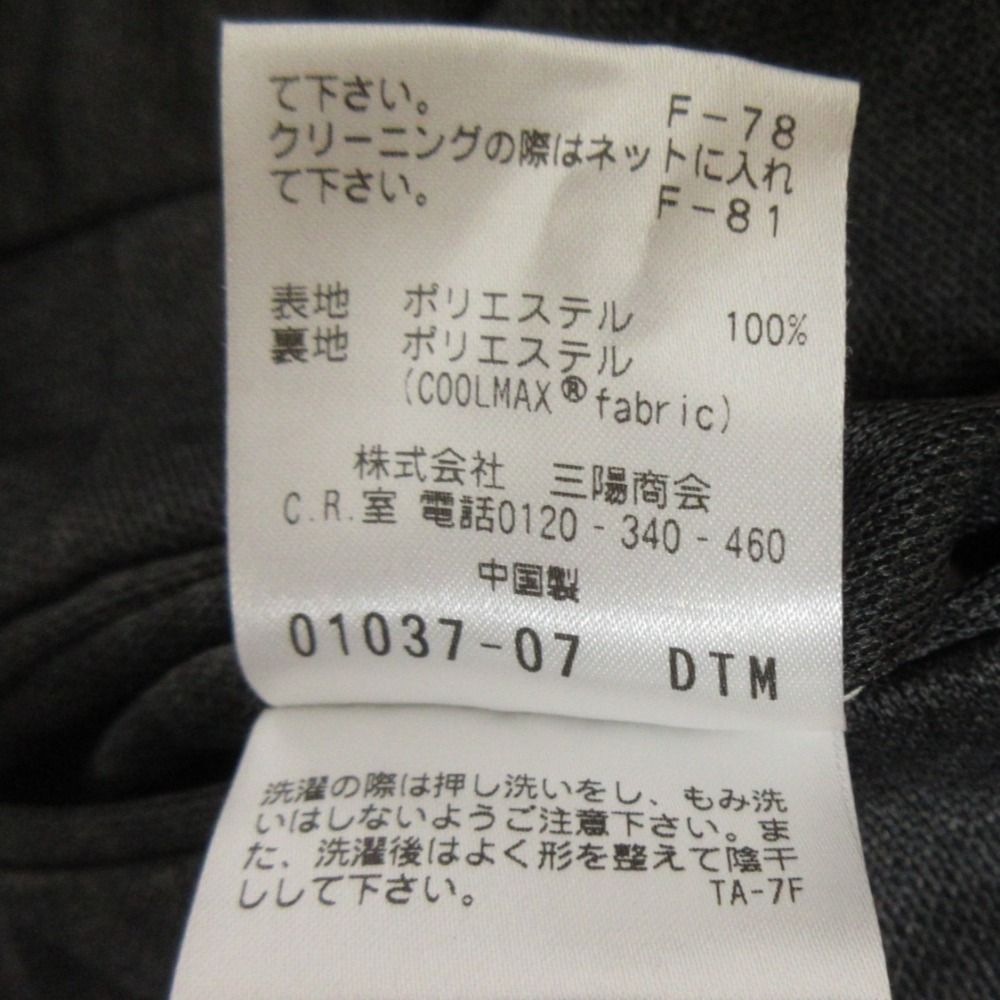 て下さい。 F-78
クリーニングの際はネットに入れ
て下さい。 F-81
表地 ポリエステル 100%
裏地 ポリエステル
(COOLMAX® fabric)
株式会社 三陽商会
C.R.室 電話0120-340-460
中国製
01037-07 DTM
洗濯の際は押し洗いをし、もみ洗
いはしないようご注意下さい。ま
た、洗濯後はよく形を整えて陰干
しして下さい。 TA-7F